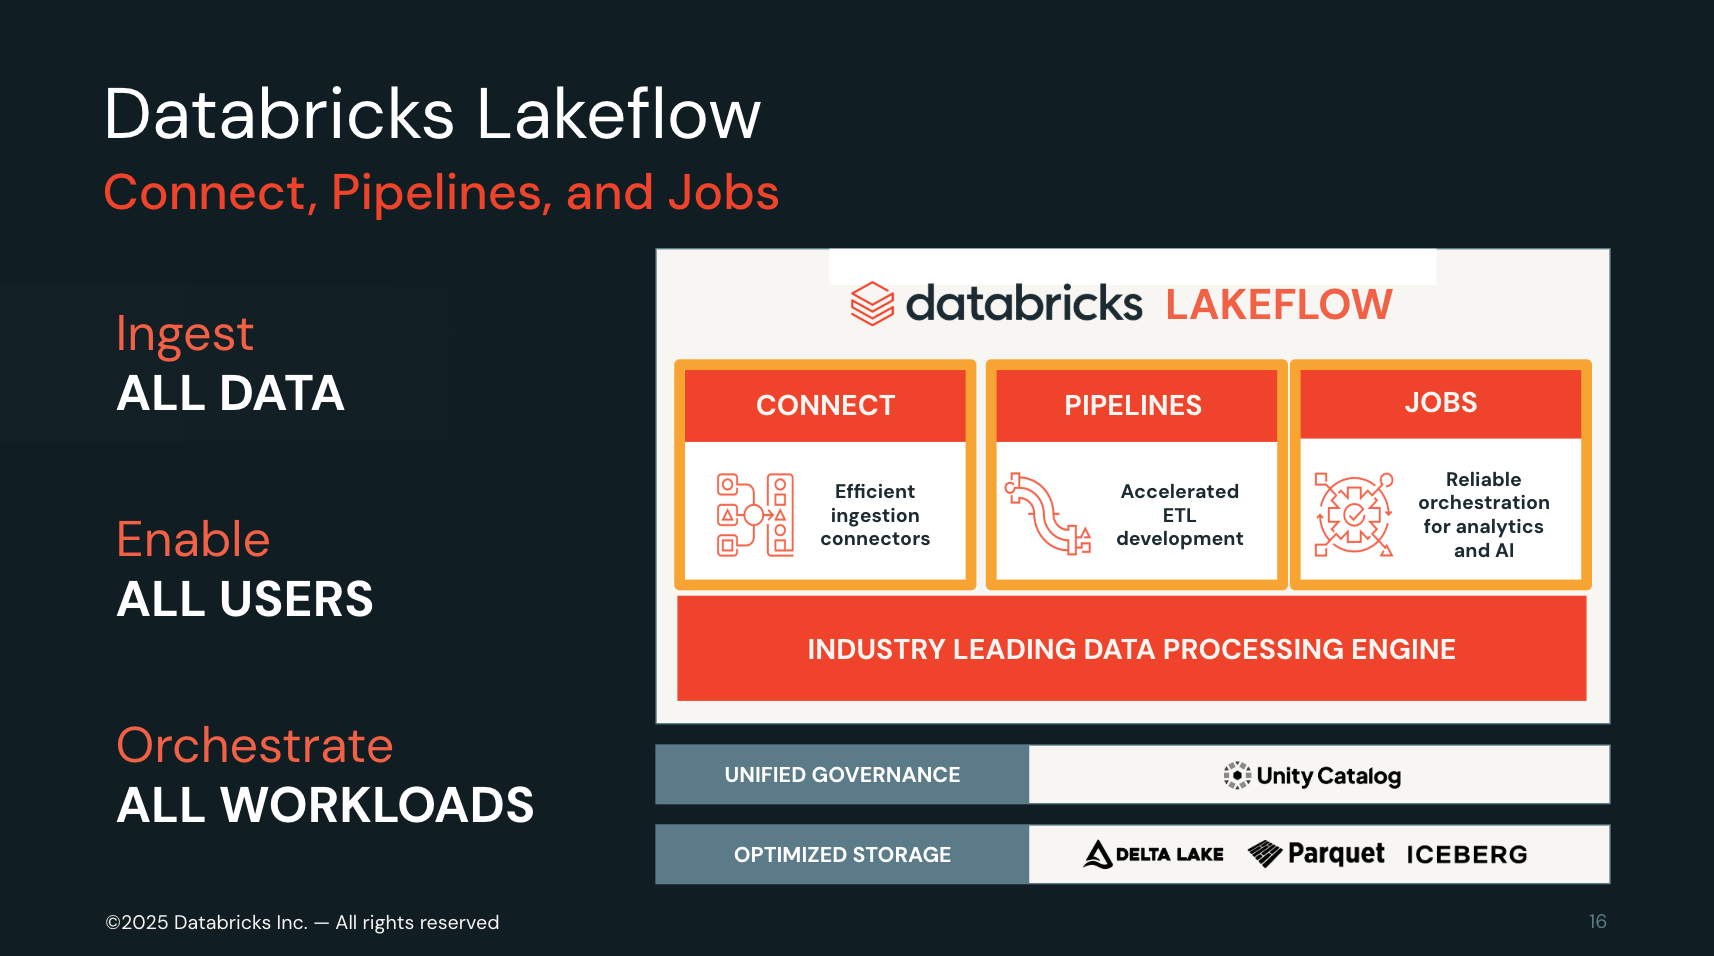 Databricks Lakeflow
Connect, Pipelines, and Jobs
Ingest
ALL DATA
Enable
ALL USERS
Orchestrate
ALL WORKLOADS
databricks LAKEFLOW
CONNECT
Efficient
ingestion
connectors
PIPELINES
Accelerated
ETL
development
JOBS
Reliable
orchestration
for analytics
and AI
INDUSTRY LEADING DATA PROCESSING ENGINE
UNIFIED GOVERNANCE
Unity Catalog
OPTIMIZED STORAGE
DELTA LAKE
Parquet
ICEBERG
©2025 Databricks Inc. — All rights reserved
16